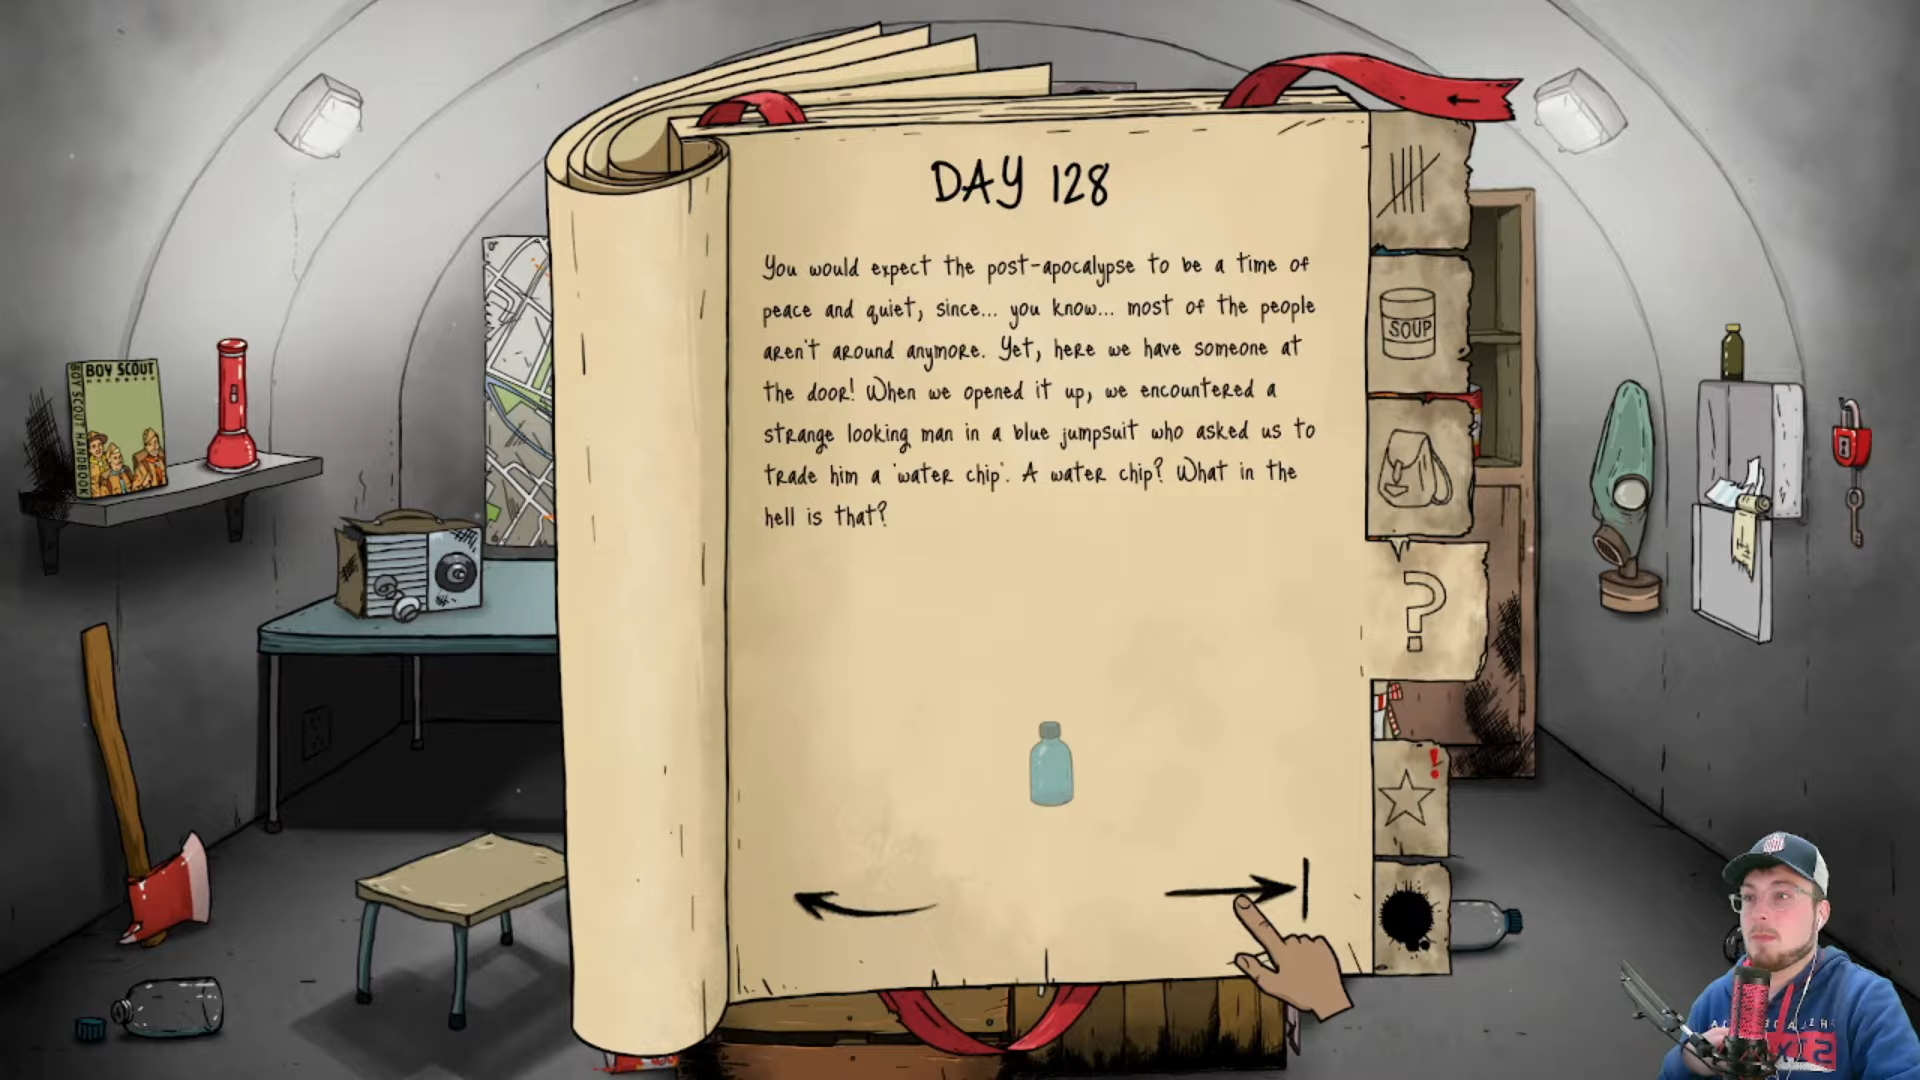 DAY 128
You would expect the post-apocalypse to be a time of
peace and quiet, since... you know... most of the people
aren't around anymore. Yet, here we have someone at
the door! When we opened it up, we encountered a
strange looking man in a blue jumpsuit who asked us to
trade him a 'water chip'. A water chip? What in the
hell is that?
BOY SCOUT
BOY SCOUT HANDBOOK
SOUP
?
!